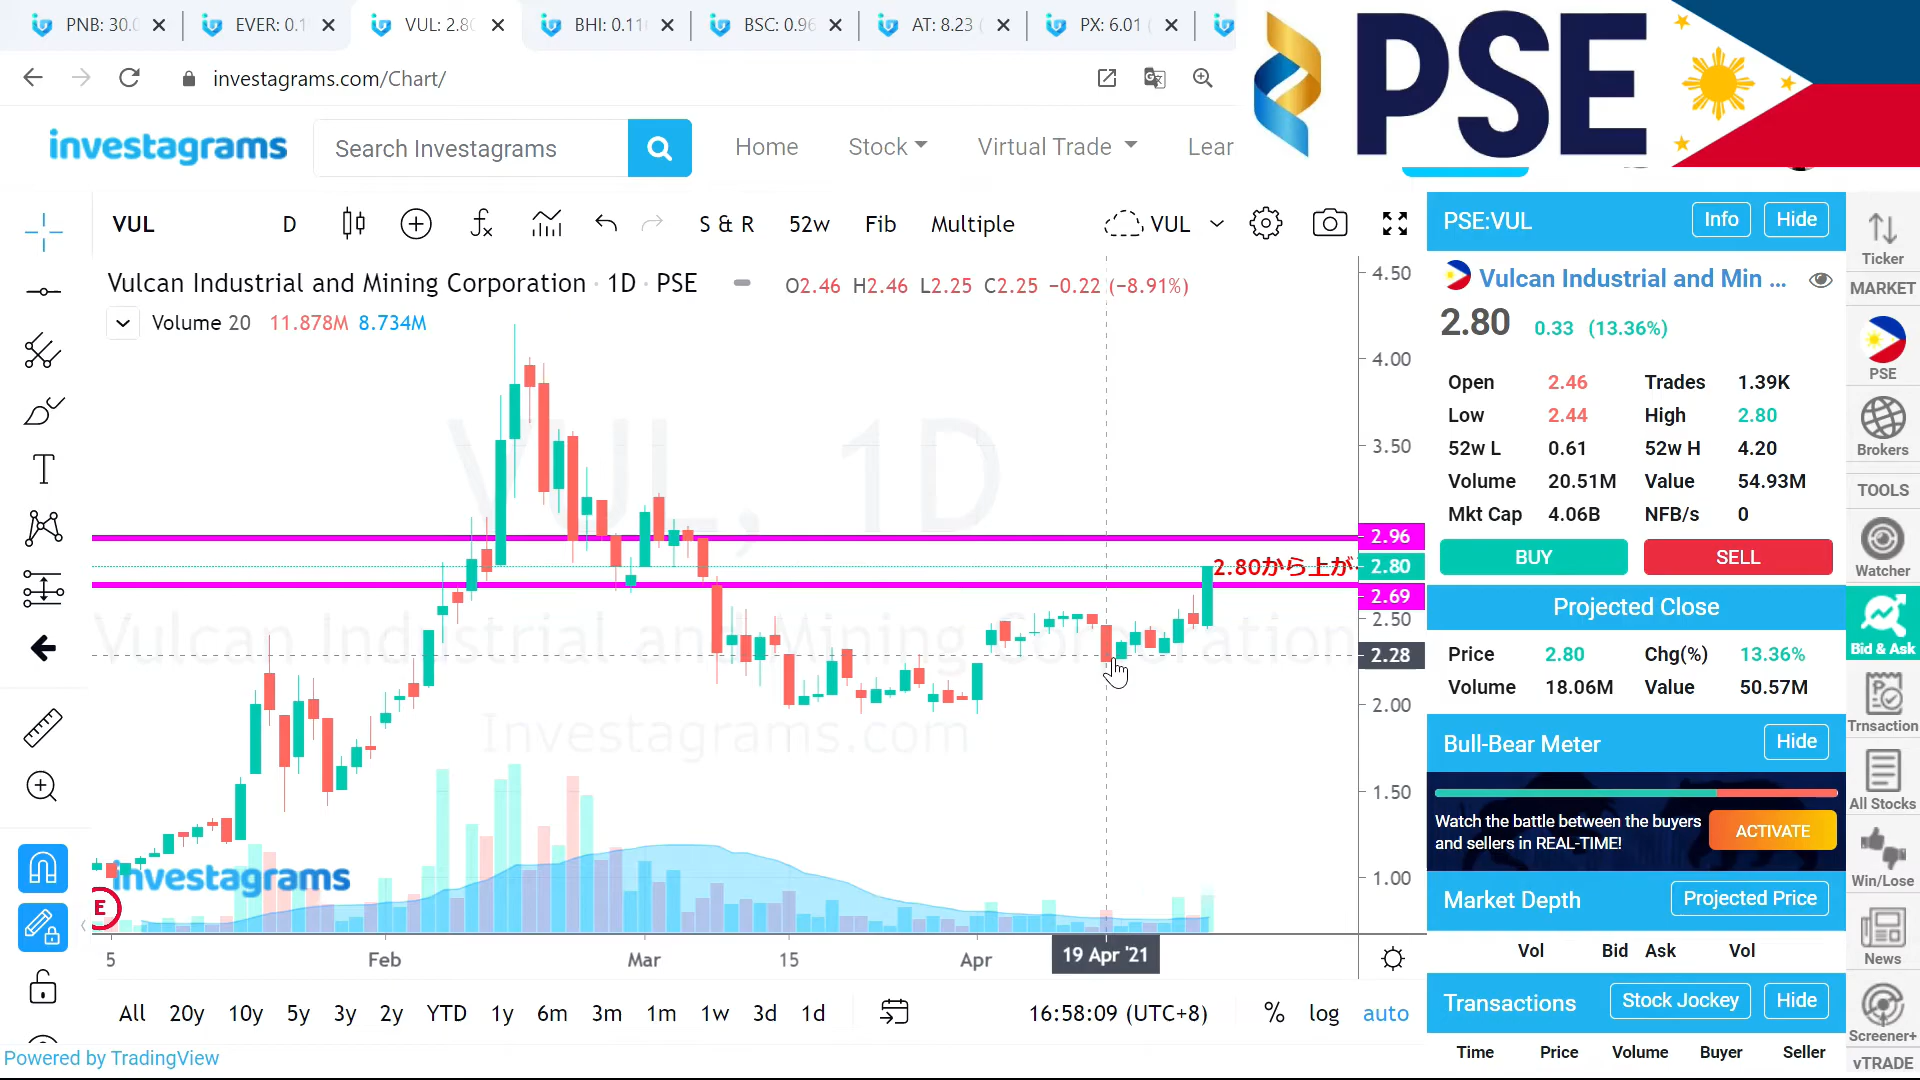 PNB: 30.0
EVER: 0.1
VUL: 2.80
BHI: 0.11
BSC: 0.96
AT: 8.23
PX: 6.01
PSE
investagrams.com/Chart/
investagrams
Search Investagrams
Home
Stock
Virtual Trade
Lear
VUL
D
S & R
52w
Fib
Multiple
VUL
Vulcan Industrial and Mining Corporation · 1D · PSE
O2.46 H2.46 L2.25 C2.25 −0.22 (−8.91%)
Volume 20 11.878M 8.734M
VUL, 1D
Vulcan Industrial and Mining Corporation
Investagrams.com
2.80から上が
investagrams
E
4.50
4.00
3.50
2.96
2.80
2.69
2.50
2.28
2.00
1.50
1.00
5
Feb
Mar
15
Apr
19 Apr '21
All 20y 10y 5y 3y 2y YTD 1y 6m 3m 1m 1w 3d 1d
16:58:09 (UTC+8)
% log auto
Powered by TradingView
PSE:VUL
Info
Hide
Vulcan Industrial and Min ...
2.80 0.33 (13.36%)
Open 2.46 Trades 1.39K
Low 2.44 High 2.80
52w L 0.61 52w H 4.20
Volume 20.51M Value 54.93M
Mkt Cap 4.06B NFB/s 0
BUY
SELL
Projected Close
Price 2.80 Chg(%) 13.36%
Volume 18.06M Value 50.57M
Bull-Bear Meter
Hide
Watch the battle between the buyers
and sellers in REAL-TIME!
ACTIVATE
Market Depth
Projected Price
Vol Bid Ask Vol
Transactions
Stock Jockey
Hide
Time Price Volume Buyer Seller
Ticker
MARKET
PSE
Brokers
TOOLS
Watcher
Bid & Ask
Trnsaction
All Stocks
Win/Lose
News
Screener+
vTRADE